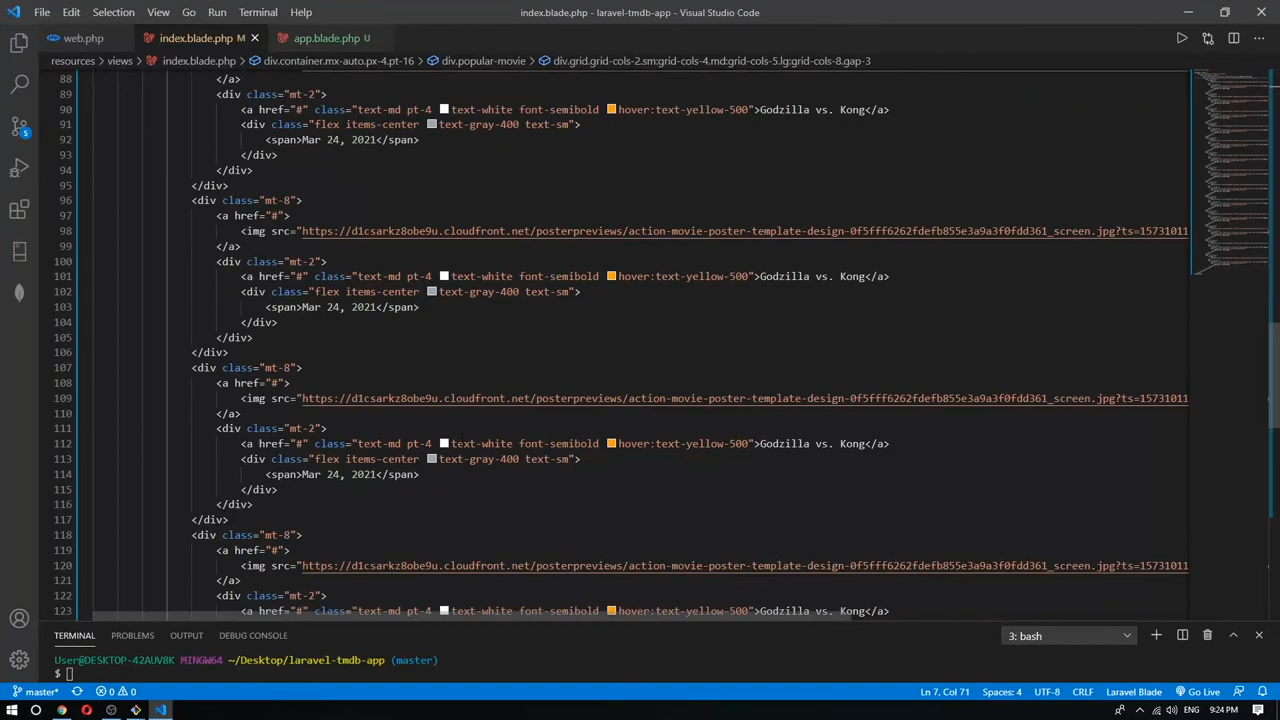 File Edit Selection View Go Run Terminal Help index.blade.php - laravel-tmdb-app - Visual Studio Code
web.php index.blade.php M app.blade.php U
resources > views > index.blade.php > div.container.mx-auto.px-4.pt-16 > div.popular-movie > div.grid.grid-cols-2.sm:grid-cols-4.md:grid-cols-5.lg:grid-cols-8.gap-3
88 </a>
89 <div class="mt-2">
90 <a href="#" class="text-md pt-4 text-white font-semibold hover:text-yellow-500">Godzilla vs. Kong</a>
91 <div class="flex items-center text-gray-400 text-sm">
92 <span>Mar 24, 2021</span>
93 </div>
94 </div>
95 </div>
96 <div class="mt-8">
97 <a href="#">
98 <img src="https://d1csarkz8obe9u.cloudfront.net/posterpreviews/action-movie-poster-template-design-0f5fff6262fdefb855e3a9a3f0fdd361_screen.jpg?ts=15731011
99 </a>
100 <div class="mt-2">
101 <a href="#" class="text-md pt-4 text-white font-semibold hover:text-yellow-500">Godzilla vs. Kong</a>
102 <div class="flex items-center text-gray-400 text-sm">
103 <span>Mar 24, 2021</span>
104 </div>
105 </div>
106 </div>
107 <div class="mt-8">
108 <a href="#">
109 <img src="https://d1csarkz8obe9u.cloudfront.net/posterpreviews/action-movie-poster-template-design-0f5fff6262fdefb855e3a9a3f0fdd361_screen.jpg?ts=15731011
110 </a>
111 <div class="mt-2">
112 <a href="#" class="text-md pt-4 text-white font-semibold hover:text-yellow-500">Godzilla vs. Kong</a>
113 <div class="flex items-center text-gray-400 text-sm">
114 <span>Mar 24, 2021</span>
115 </div>
116 </div>
117 </div>
118 <div class="mt-8">
119 <a href="#">
120 <img src="https://d1csarkz8obe9u.cloudfront.net/posterpreviews/action-movie-poster-template-design-0f5fff6262fdefb855e3a9a3f0fdd361_screen.jpg?ts=15731011
121 </a>
122 <div class="mt-2">
123 <a href="#" class="text-md pt-4 text-white font-semibold hover:text-yellow-500">Godzilla vs. Kong</a>
TERMINAL PROBLEMS OUTPUT DEBUG CONSOLE 3: bash
User@DESKTOP-42AUV8K MINGW64 ~/Desktop/laravel-tmdb-app (master)
$
5
master* 0 0 Ln 7, Col 71 Spaces: 4 UTF-8 CRLF Laravel Blade Go Live
9:24 PM